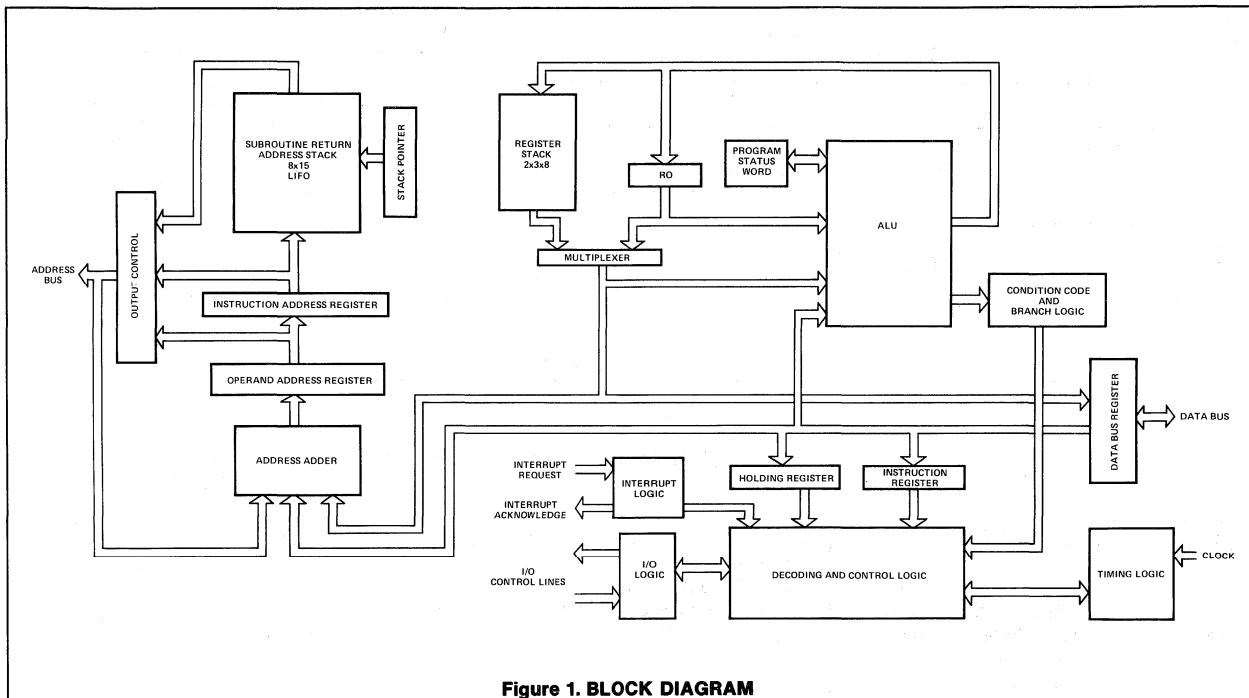 SUBROUTINE RETURN
ADDRESS STACK
8x15
LIFO
STACK POINTER
REGISTER
STACK
2x3x8
RO
PROGRAM
STATUS
WORD
ALU
MULTIPLEXER
OUTPUT CONTROL
ADDRESS
BUS
INSTRUCTION ADDRESS REGISTER
CONDITION CODE
AND
BRANCH LOGIC
OPERAND ADDRESS REGISTER
DATA BUS REGISTER
DATA BUS
ADDRESS ADDER
INTERRUPT
REQUEST
INTERRUPT
LOGIC
INTERRUPT
ACKNOWLEDGE
HOLDING REGISTER
INSTRUCTION
REGISTER
I/O
CONTROL LINES
I/O
LOGIC
DECODING AND CONTROL LOGIC
TIMING LOGIC
CLOCK
Figure 1. BLOCK DIAGRAM